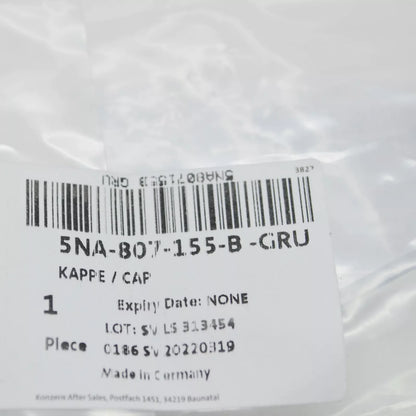 3827
5NA807155B GRU
5NA-807-155-B -GRU
KAPPE / CAP
1 Expiry Date: NONE
LOT: SV LS 313454
Piece 0186 SV 20220319
Made in Germany
Konzern After Sales, Postfach 1451, 34219 Baunatal